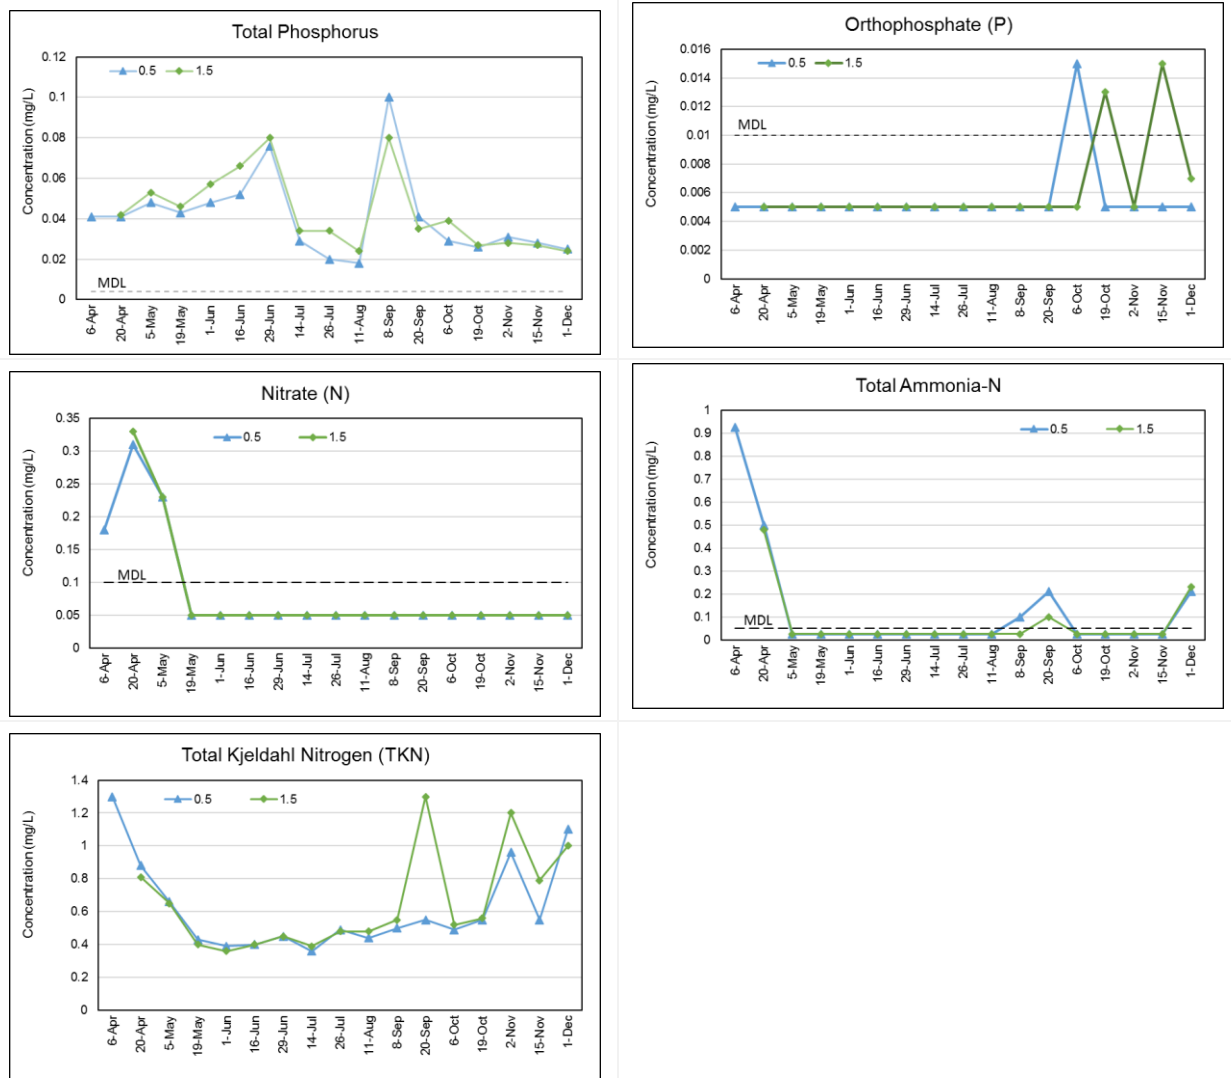 Total Phosphorus
Concentration (mg/L)
0.12
0.1
0.08
0.06
0.04
0.02
0
0.5 1.5
MDL
6-Apr 20-Apr 5-May 19-May 1-Jun 16-Jun 29-Jun 14-Jul 26-Jul 11-Aug 8-Sep 20-Sep 6-Oct 19-Oct 2-Nov 15-Nov 1-Dec
Orthophosphate (P)
Concentration (mg/L)
0.016
0.014
0.012
0.010
0.008
0.006
0.004
0.002
0
0.5 1.5
MDL
6-Apr 20-Apr 5-May 19-May 1-Jun 16-Jun 29-Jun 14-Jul 26-Jul 11-Aug 8-Sep 20-Sep 6-Oct 19-Oct 2-Nov 15-Nov 1-Dec
Nitrate (N)
Concentration (mg/L)
0.35
0.3
0.25
0.2
0.15
0.1
0.05
0
0.5 1.5
MDL
6-Apr 20-Apr 5-May 19-May 1-Jun 16-Jun 29-Jun 14-Jul 26-Jul 11-Aug 8-Sep 20-Sep 6-Oct 19-Oct 2-Nov 15-Nov 1-Dec
Total Ammonia-N
Concentration (mg/L)
1
0.9
0.8
0.7
0.6
0.5
0.4
0.3
0.2
0.1
0
0.5 1.5
MDL
6-Apr 20-Apr 5-May 19-May 1-Jun 16-Jun 29-Jun 14-Jul 26-Jul 11-Aug 8-Sep 20-Sep 6-Oct 19-Oct 2-Nov 15-Nov 1-Dec
Total Kjeldahl Nitrogen (TKN)
Concentration (mg/L)
1.4
1.2
1
0.8
0.6
0.4
0.2
0
0.5 1.5
6-Apr 20-Apr 5-May 19-May 1-Jun 16-Jun 29-Jun 14-Jul 26-Jul 11-Aug 8-Sep 20-Sep 6-Oct 19-Oct 2-Nov 15-Nov 1-Dec